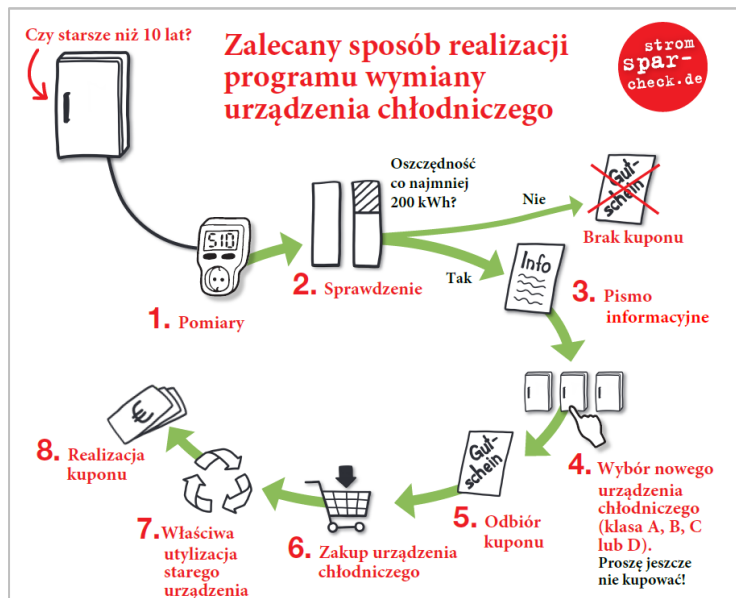 Czy starsze niż 10 lat?
Zalecany sposób realizacji
programu wymiany
urządzenia chłodniczego
strom
spar-
check.de
Oszczędność
co najmniej
200 kWh?
Nie
Gut-
schein
Brak kuponu
510
Tak
Info
1. Pomiary
2. Sprawdzenie
3. Pismo
informacyjne
4. Wybór nowego
urządzenia
chłodniczego
(klasa A, B, C
lub D).
Proszę jeszcze
nie kupować!
Gut-
schein
5. Odbiór
kuponu
6. Zakup urządzenia
chłodniczego
7. Właściwa
utylizacja
starego
urządzenia
€
8. Realizacja
kuponu